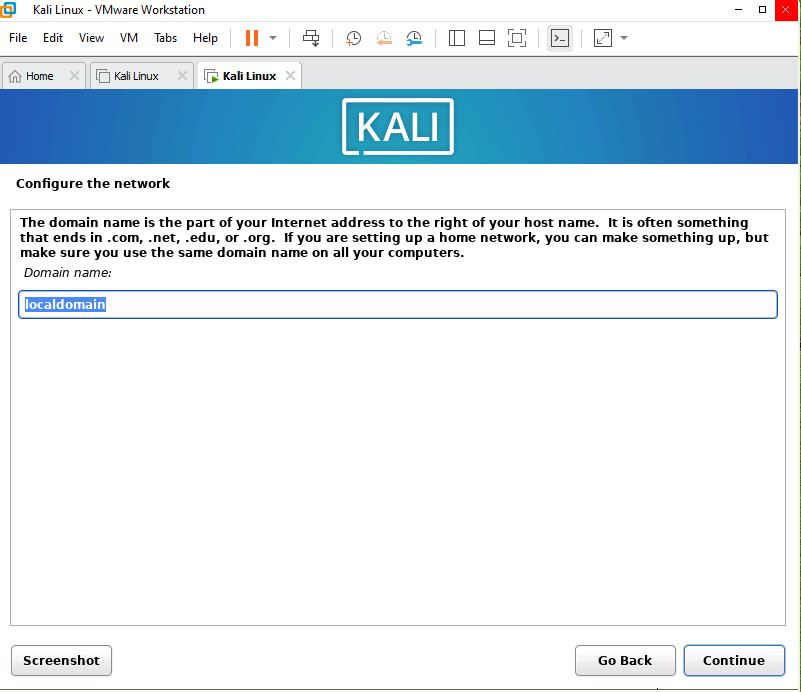 Kali Linux - VMware Workstation
File Edit View VM Tabs Help
Home Kali Linux Kali Linux
KALI
Configure the network
The domain name is the part of your Internet address to the right of your host name.  It is often something
that ends in .com, .net, .edu, or .org.  If you are setting up a home network, you can make something up, but
make sure you use the same domain name on all your computers.
Domain name:
localdomain
Screenshot Go Back Continue